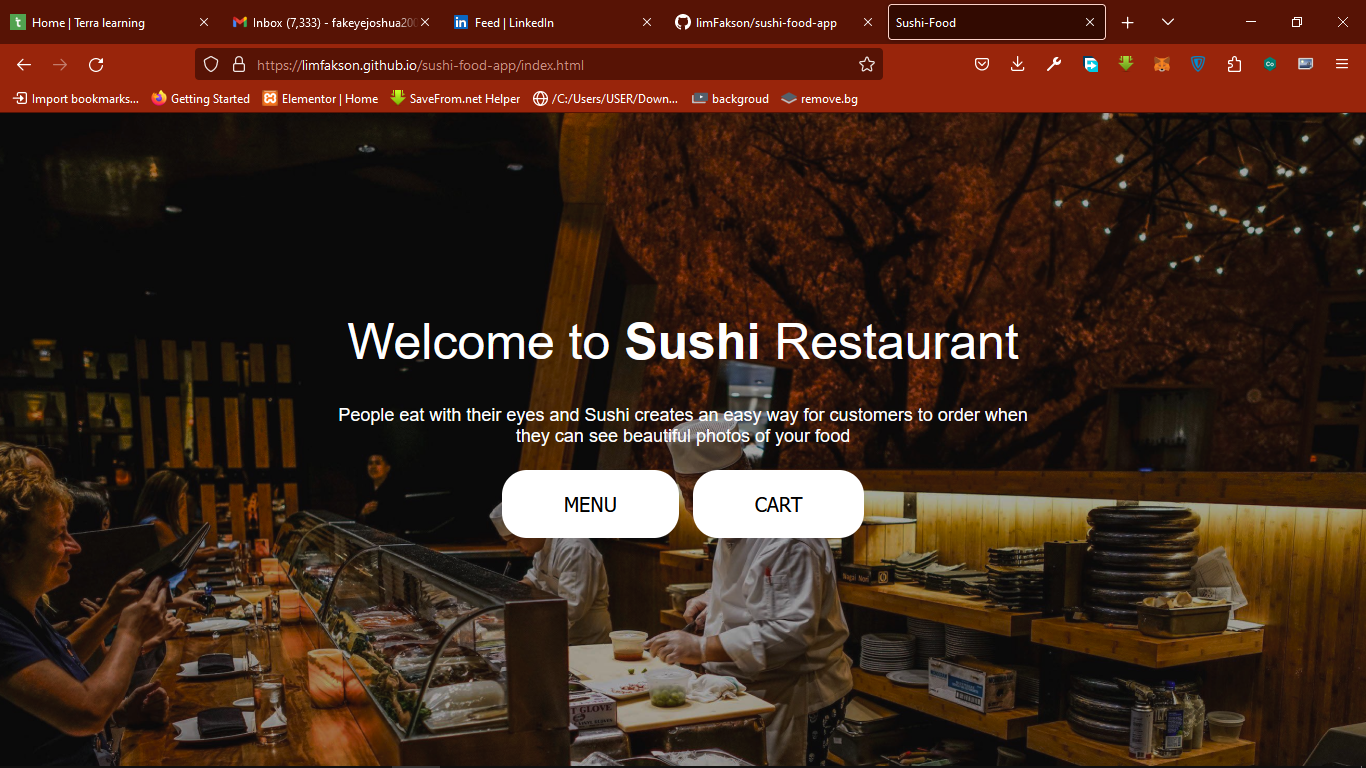 Home | Terra learning
Inbox (7,333) - fakeyejoshua200
Feed | LinkedIn
limFakson/sushi-food-app
Sushi-Food
https://limfakson.github.io/sushi-food-app/index.html
Import bookmarks...
Getting Started
Elementor | Home
SaveFrom.net Helper
/C:/Users/USER/Down...
backgroud
remove.bg
Welcome to Sushi Restaurant
People eat with their eyes and Sushi creates an easy way for customers to order when
they can see beautiful photos of your food
MENU
CART
GLOVE